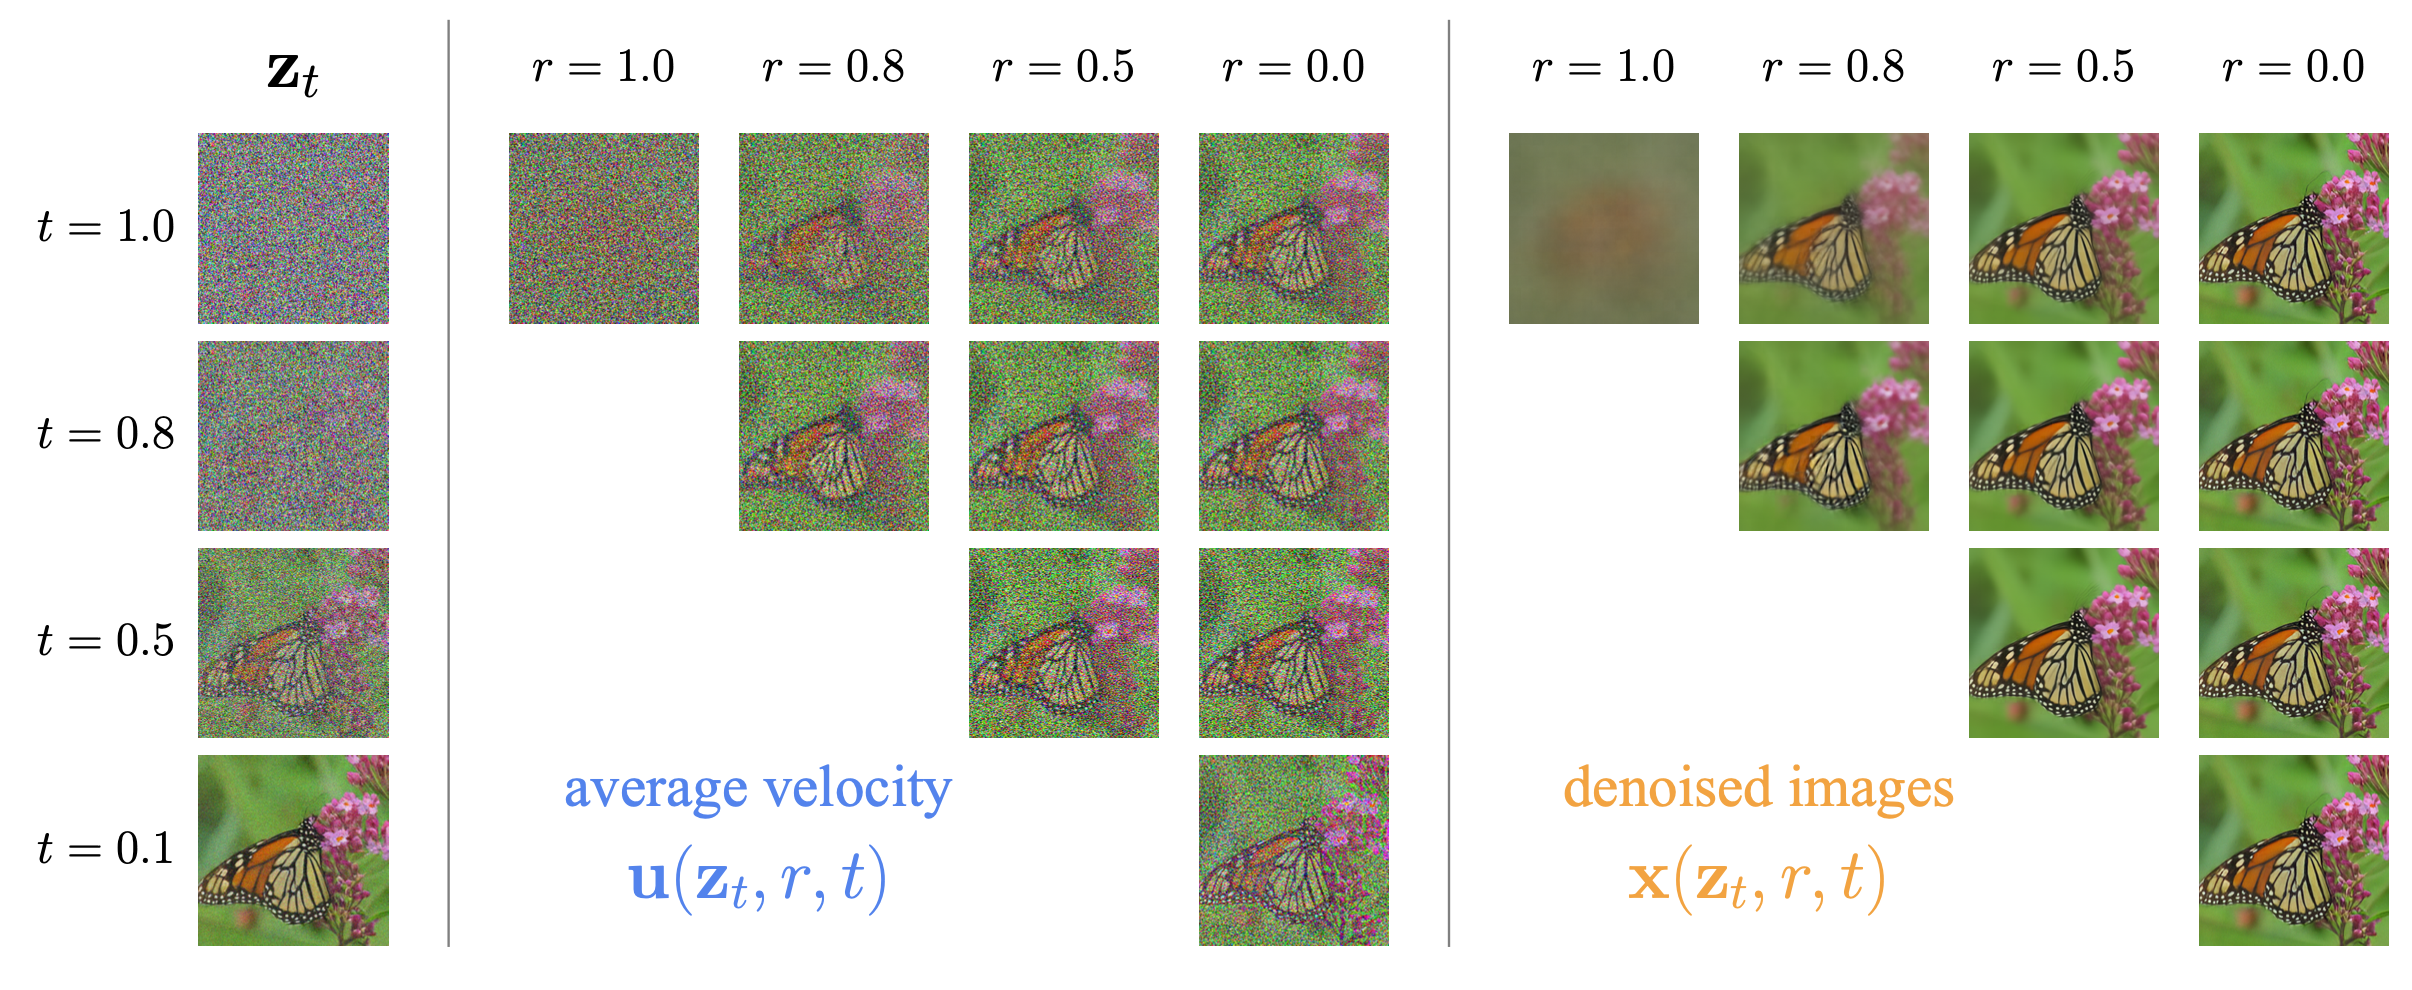 z_t r = 1.0 r = 0.8 r = 0.5 r = 0.0 r = 1.0 r = 0.8 r = 0.5 r = 0.0
t = 1.0
t = 0.8
t = 0.5
t = 0.1
average velocity
u(z_t, r, t)
denoised images
x(z_t, r, t)